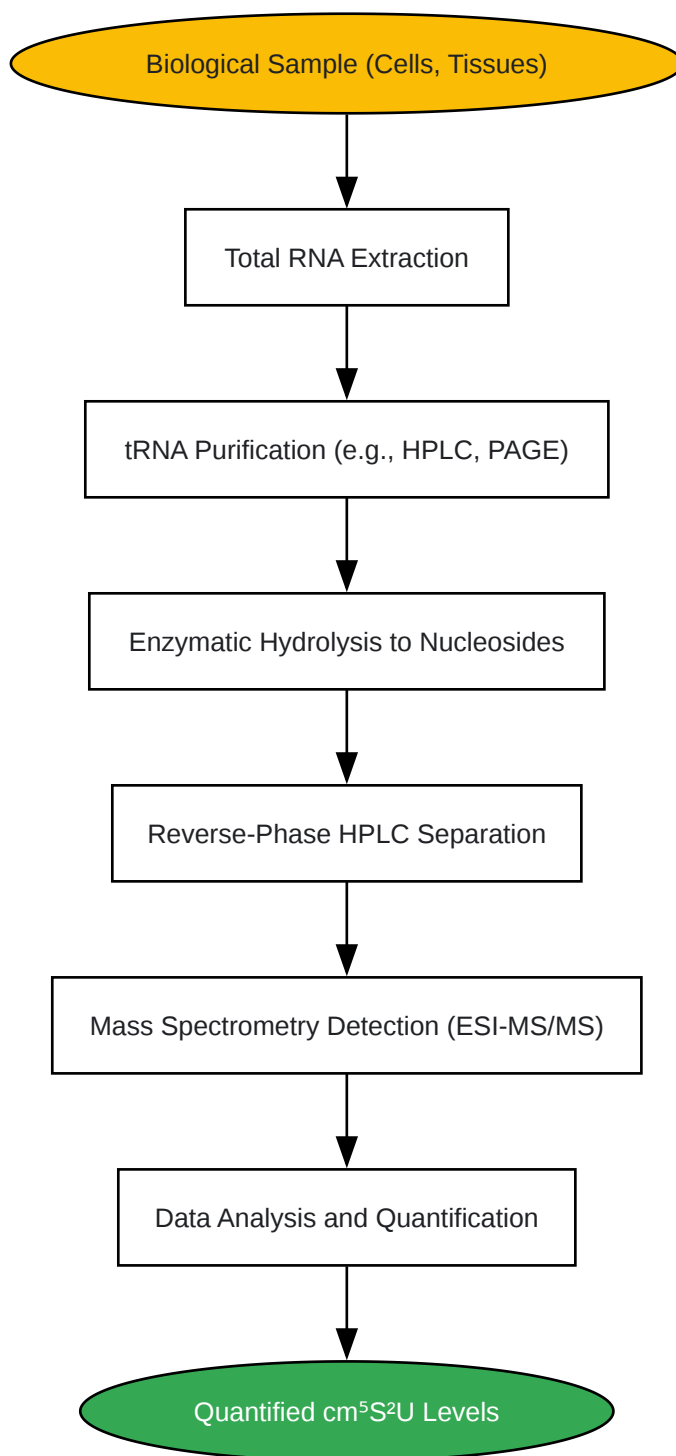 Biological Sample (Cells, Tissues)
Total RNA Extraction
tRNA Purification (e.g., HPLC, PAGE)
Enzymatic Hydrolysis to Nucleosides
Reverse-Phase HPLC Separation
Mass Spectrometry Detection (ESI-MS/MS)
Data Analysis and Quantification
Quantified cm⁵S²U Levels